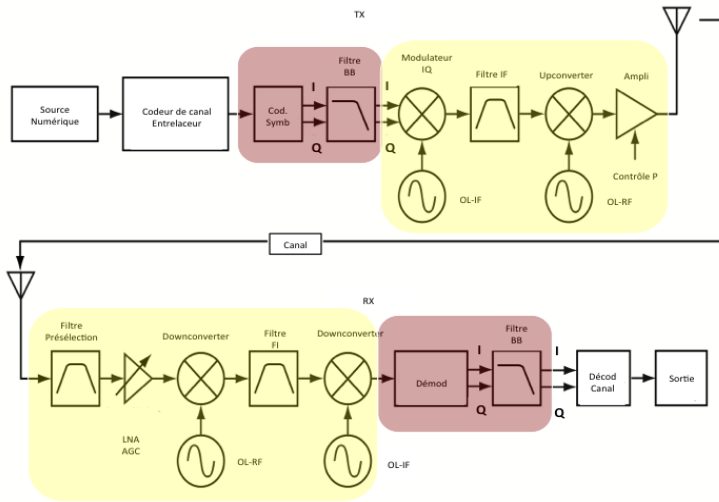 TX
Source
Numérique
Codeur de canal
Entrelaceur
Cod.
Symb
I
Q
Filtre
BB
I
Q
Modulateur
IQ
OL-IF
Filtre IF
Upconverter
OL-RF
Ampli
Contrôle P
Canal
RX
Filtre
Présélection
LNA
AGC
Downconverter
OL-RF
Filtre
FI
Downconverter
OL-IF
Démod
I
Q
Filtre
BB
I
Q
Décod
Canal
Sortie